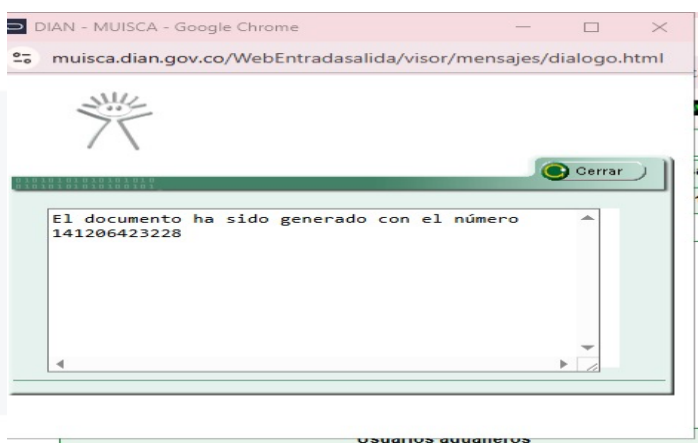 DIAN - MUISCA - Google Chrome
muisca.dian.gov.co/WebEntradasalida/visor/mensajes/dialogo.html
Cerrar
El documento ha sido generado con el número
141206423228
Usuarios aduaneros